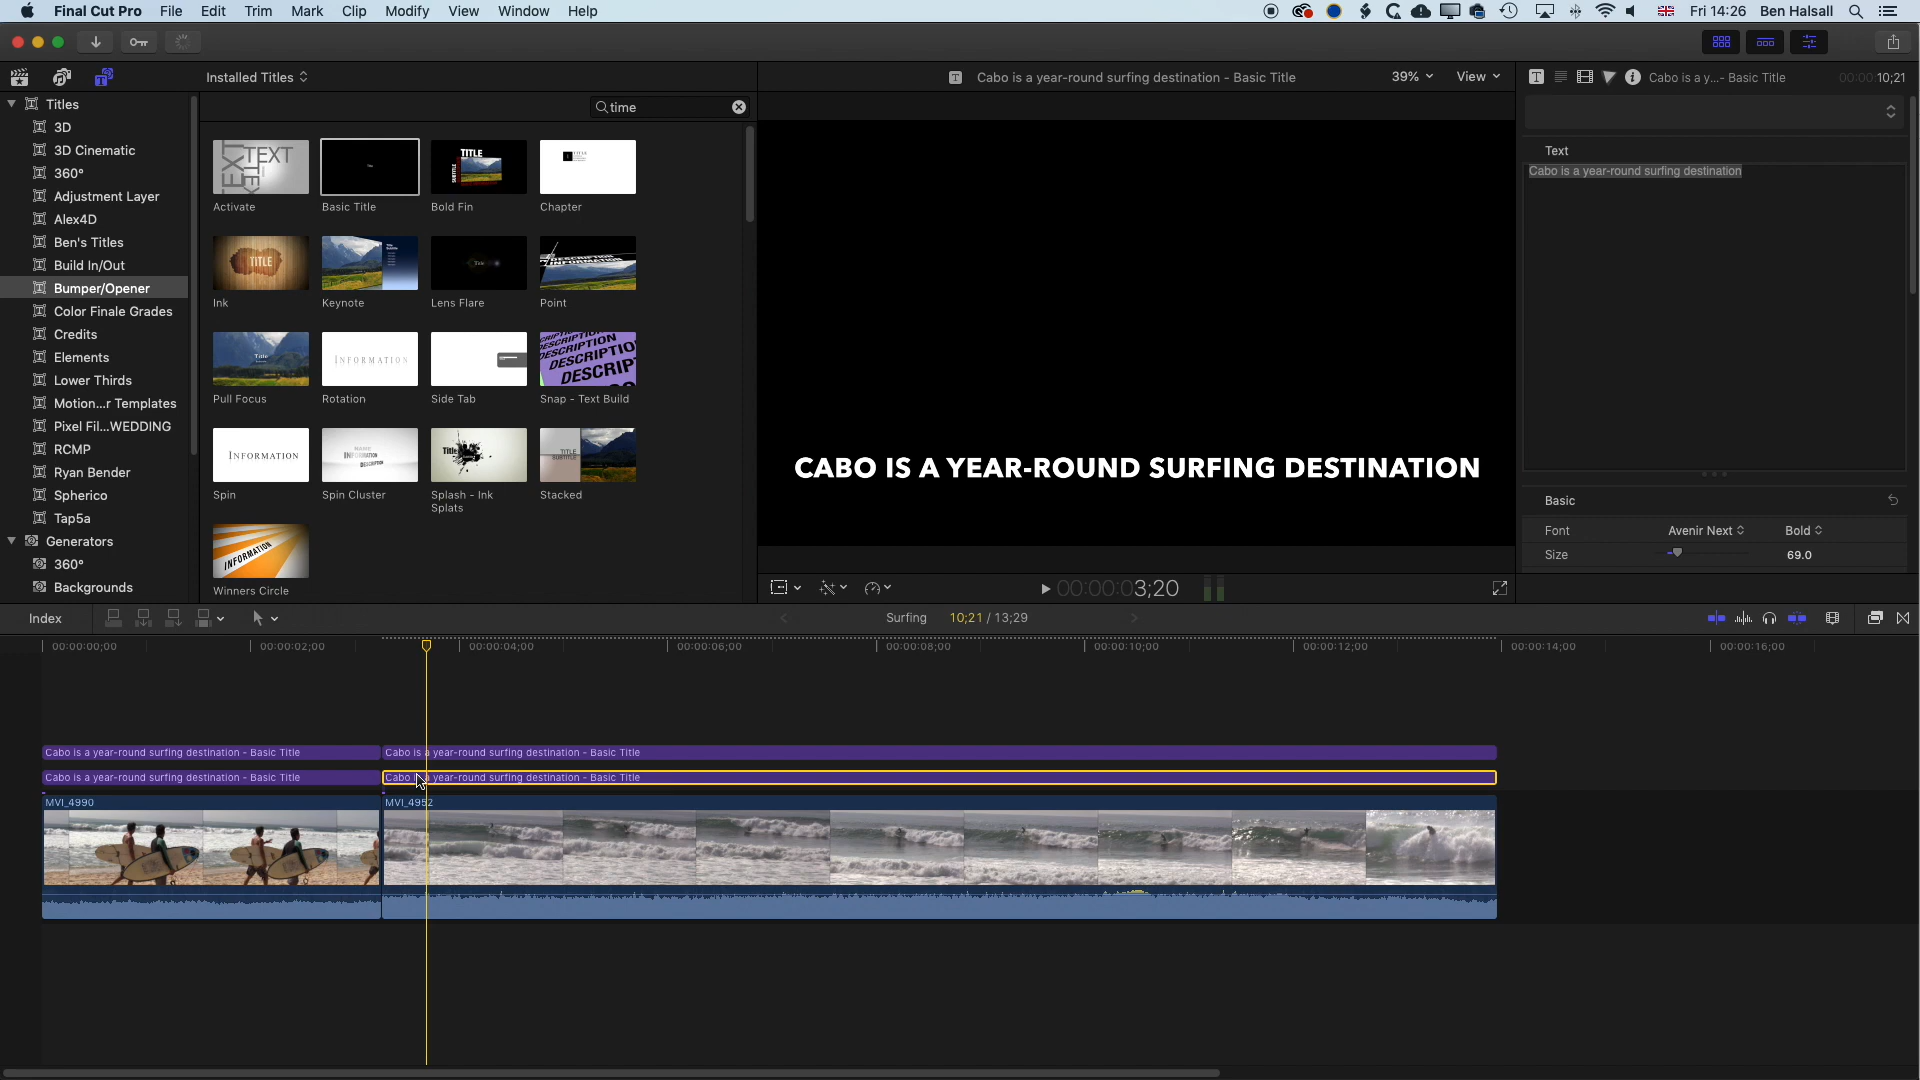 Final Cut Pro File Edit Trim Mark Clip Modify View Window Help Fri 14:26 Ben Halsall
Installed Titles
Cabo is a year-round surfing destination - Basic Title 39% View
Cabo is a y...- Basic Title 00:00:10;21
Titles
3D
3D Cinematic
360°
Adjustment Layer
Alex4D
Ben's Titles
Build In/Out
Bumper/Opener
Color Finale Grades
Credits
Elements
Lower Thirds
Motion...r Templates
Pixel Fil...WEDDING
RCMP
Ryan Bender
Spherico
Tap5a
Generators
360°
Backgrounds
time
Activate Basic Title Bold Fin Chapter
Ink Keynote Lens Flare Point
Pull Focus Rotation Side Tab Snap - Text Build
Spin Spin Cluster Splash - Ink Splats Stacked
Winners Circle
CABO IS A YEAR-ROUND SURFING DESTINATION
00:00:03;20
Text
Cabo is a year-round surfing destination
Basic
Font Avenir Next Bold
Size 69.0
Index Surfing 10;21 / 13;29
00:00:00;00 00:00:02;00 00:00:04;00 00:00:06;00 00:00:08;00 00:00:10;00 00:00:12;00 00:00:14;00 00:00:16;00
Cabo is a year-round surfing destination - Basic Title Cabo is a year-round surfing destination - Basic Title
Cabo is a year-round surfing destination - Basic Title Cabo is a year-round surfing destination - Basic Title
MVI_4990 MVI_4952